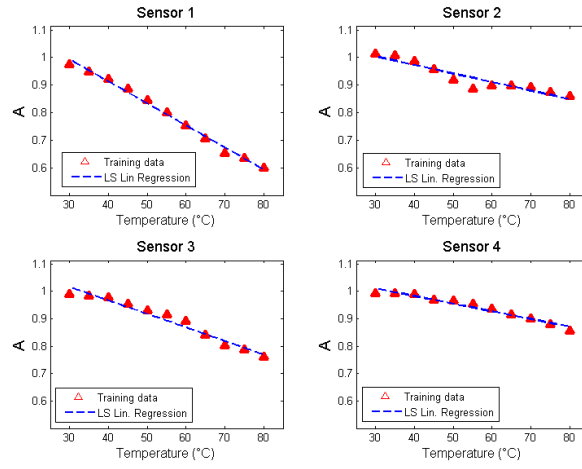 Sensor 1
1.1
1
0.9
0.8
0.7
0.6
A
Training data
LS Lin Regression
30 40 50 60 70 80
Temperature (°C)
Sensor 2
1.1
1
0.9
0.8
0.7
0.6
A
Training data
LS Lin. Regression
30 40 50 60 70 80
Temperature (°C)
Sensor 3
1.1
1
0.9
0.8
0.7
0.6
A
Training data
LS Lin. Regression
30 40 50 60 70 80
Temperature (°C)
Sensor 4
1.1
1
0.9
0.8
0.7
0.6
A
Training data
LS Lin. Regression
30 40 50 60 70 80
Temperature (°C)